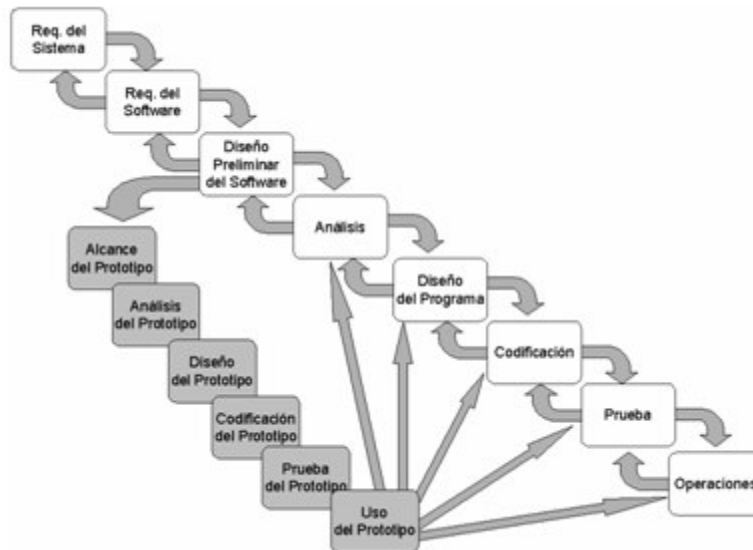 Req. del
Sistema
Req. del
Software
Diseño
Preliminar
del Software
Análisis
Diseño
del Programa
Codificación
Prueba
Operaciones
Alcance
del Prototipo
Análisis
del Prototipo
Diseño
del Prototipo
Codificación
del Prototipo
Prueba
del Prototipo
Uso
del Prototipo